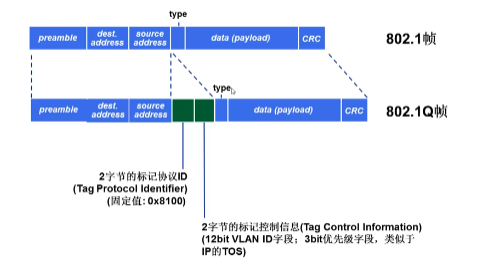 type
preamble
dest.
address
source
address
data (payload)
CRC
802.1帧
type
preamble
dest.
address
source
address
data (payload)
CRC
802.1Q帧
2字节的标记协议ID
(Tag Protocol Identifier)
(固定值: 0x8100)
2字节的标记控制信息(Tag Control Information)
(12bit VLAN ID字段；3bit优先级字段，类似于
IP的TOS)